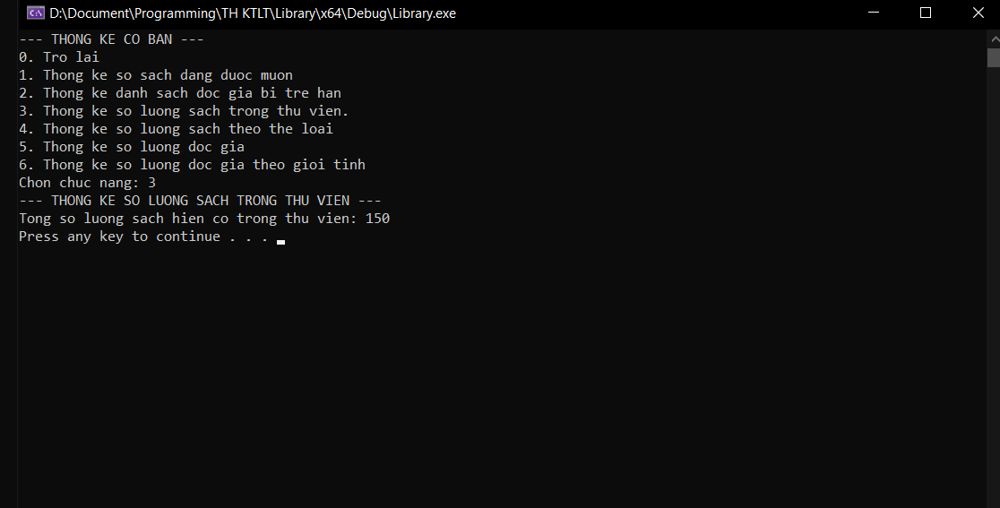 D:\Document\Programming\TH KTLT\Library\x64\Debug\Library.exe
--- THONG KE CO BAN ---
0. Tro lai
1. Thong ke so sach dang duoc muon
2. Thong ke danh sach doc gia bi tre han
3. Thong ke so luong sach trong thu vien.
4. Thong ke so luong sach theo the loai
5. Thong ke so luong doc gia
6. Thong ke so luong doc gia theo gioi tinh
Chon chuc nang: 3
--- THONG KE SO LUONG SACH TRONG THU VIEN ---
Tong so luong sach hien co trong thu vien: 150
Press any key to continue . . .